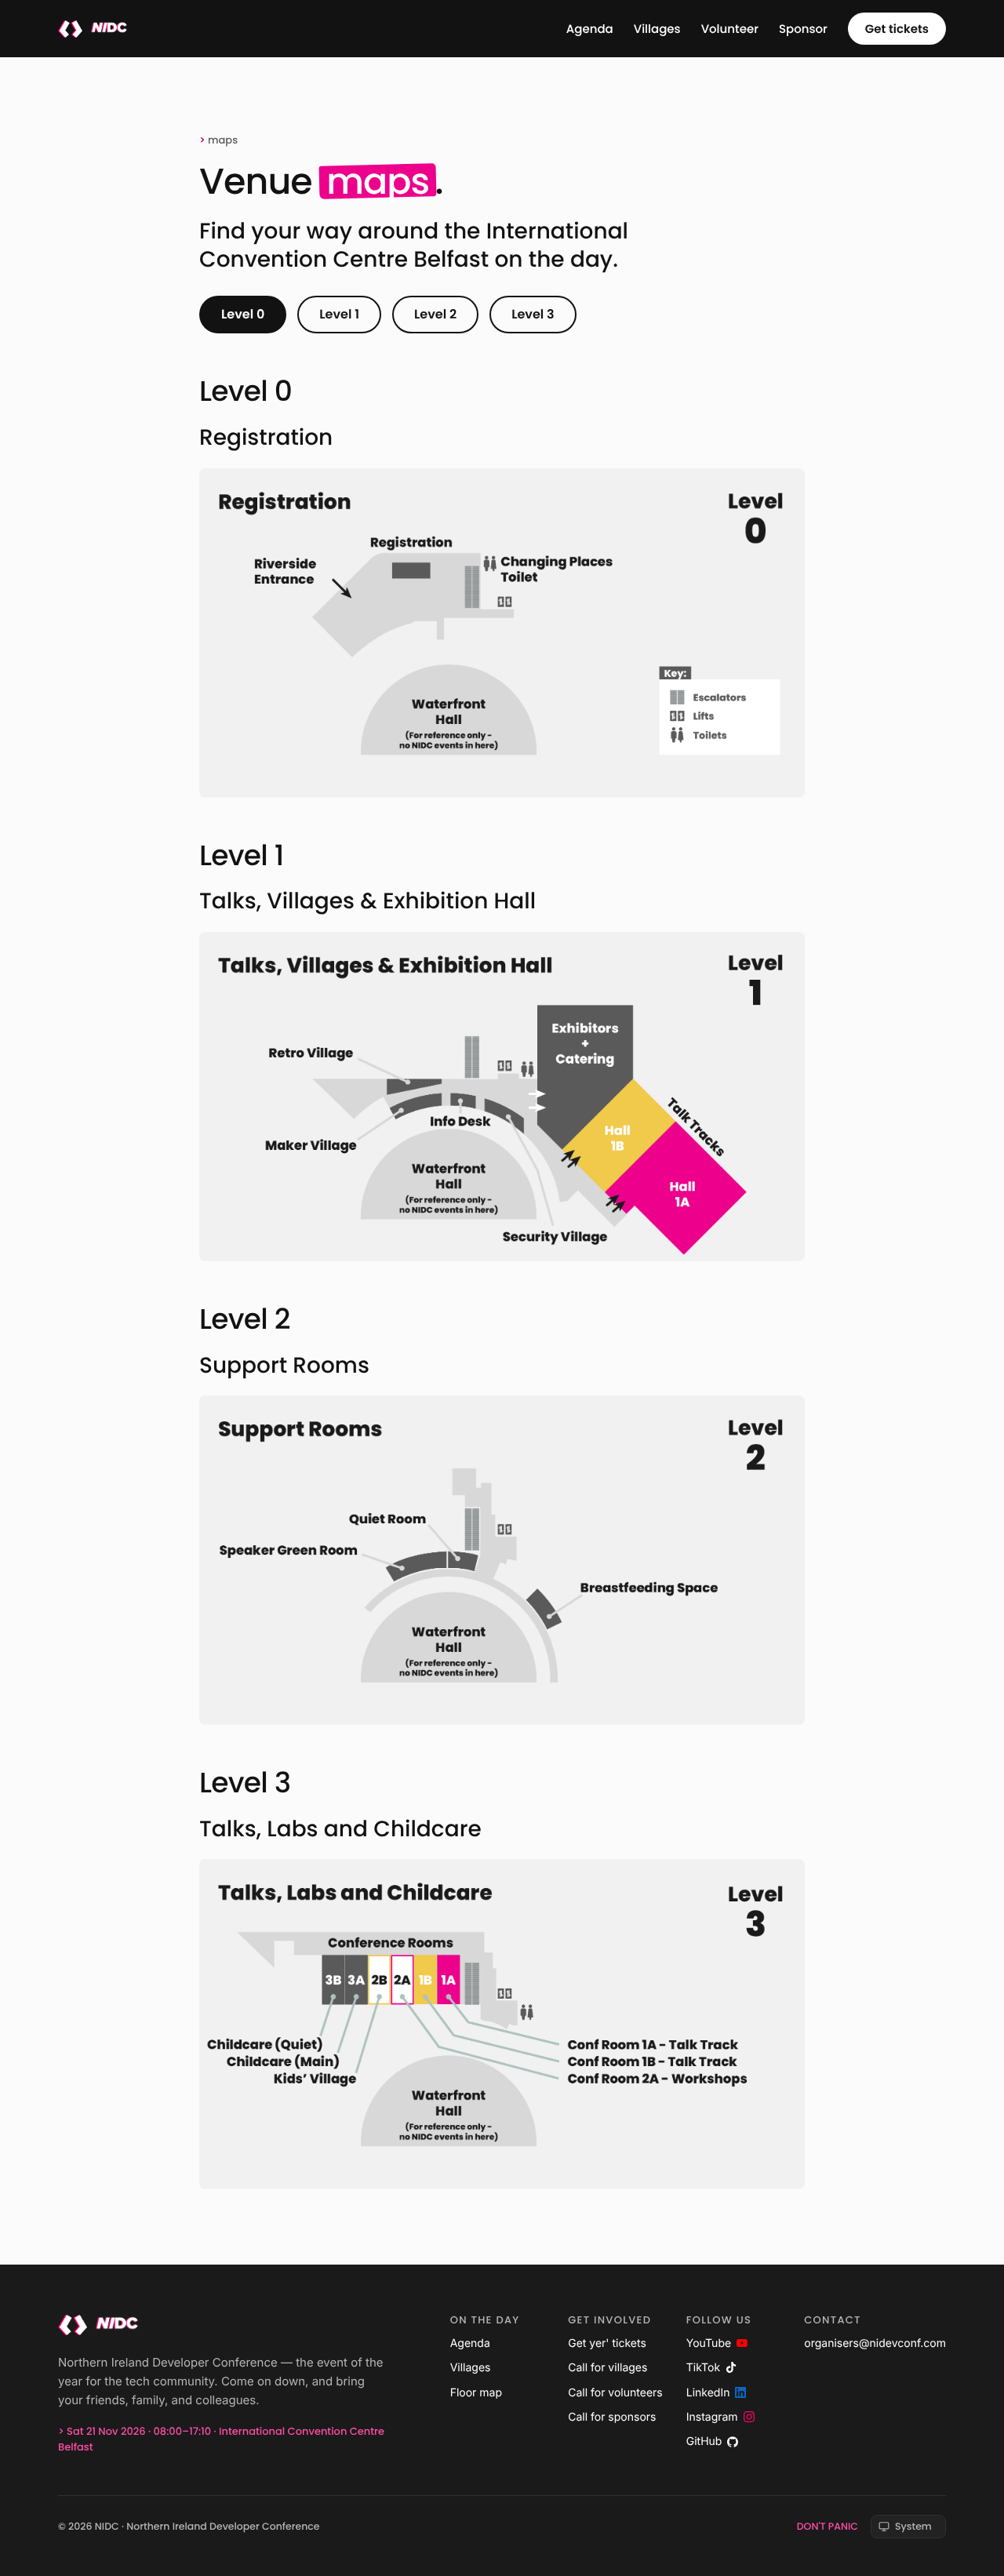 NIDC
Agenda
Villages
Volunteer
Sponsor
Get tickets
> maps
Venue maps.
Find your way around the International
Convention Centre Belfast on the day.
Level 0
Level 1
Level 2
Level 3
Level 0
Registration
Registration
Level
0
Registration
Riverside
Entrance
Changing Places
Toilet
Waterfront
Hall
(For reference only -
no NIDC events in here)
Key:
Escalators
Lifts
Toilets
Level 1
Talks, Villages & Exhibition Hall
Talks, Villages & Exhibition Hall
Level
1
Exhibitors
+
Catering
Retro Village
Talk Tracks
Info Desk
Hall
1B
Maker Village
Waterfront
Hall
(For reference only -
no NIDC events in here)
Hall
1A
Security Village
Level 2
Support Rooms
Support Rooms
Level
2
Quiet Room
Speaker Green Room
Breastfeeding Space
Waterfront
Hall
(For reference only -
no NIDC events in here)
Level 3
Talks, Labs and Childcare
Talks, Labs and Childcare
Level
3
Conference Rooms
3B 3A 2B 2A 1B 1A
Childcare (Quiet)
Childcare (Main)
Kids' Village
Conf Room 1A - Talk Track
Conf Room 1B - Talk Track
Conf Room 2A - Workshops
Waterfront
Hall
(For reference only -
no NIDC events in here)
NIDC
Northern Ireland Developer Conference — the event of the
year for the tech community. Come on down, and bring
your friends, family, and colleagues.
> Sat 21 Nov 2026 · 08:00–17:10 · International Convention Centre
Belfast
ON THE DAY
Agenda
Villages
Floor map
GET INVOLVED
Get yer' tickets
Call for villages
Call for volunteers
Call for sponsors
FOLLOW US
YouTube
TikTok
LinkedIn
Instagram
GitHub
CONTACT
organisers@nidevconf.com
© 2026 NIDC · Northern Ireland Developer Conference
DON'T PANIC
System